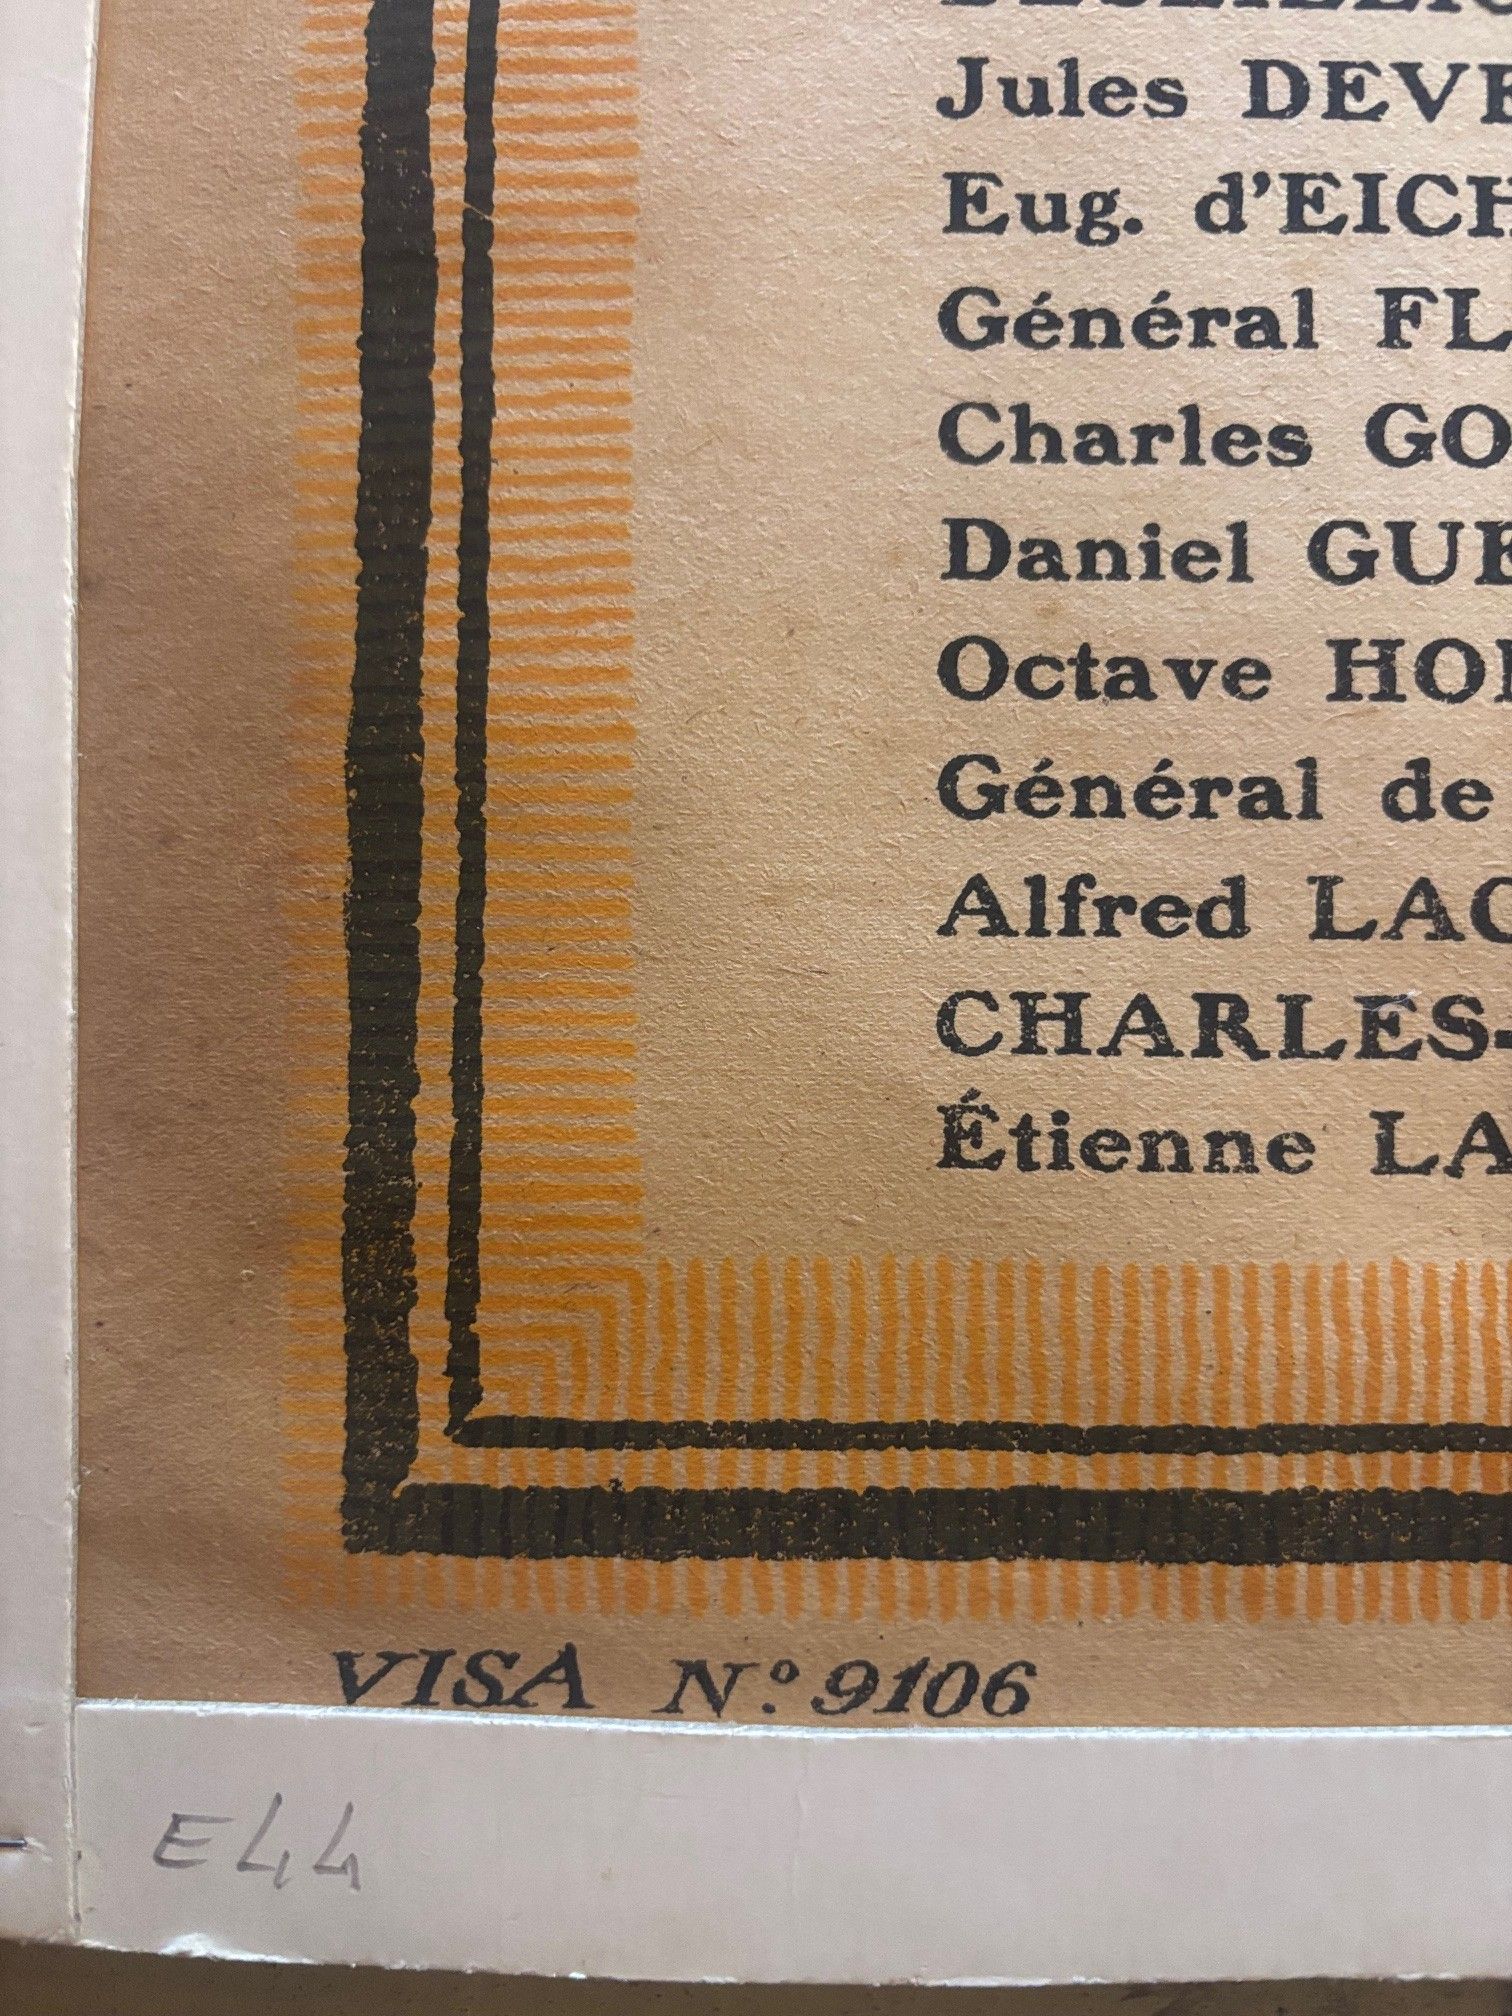 Jules DEVE
Eug. d'EICH
Général FL
Charles GO
Daniel GUE
Octave HO
Général de
Alfred LAC
CHARLES-
Étienne LA
VISA N.º 9106
E44